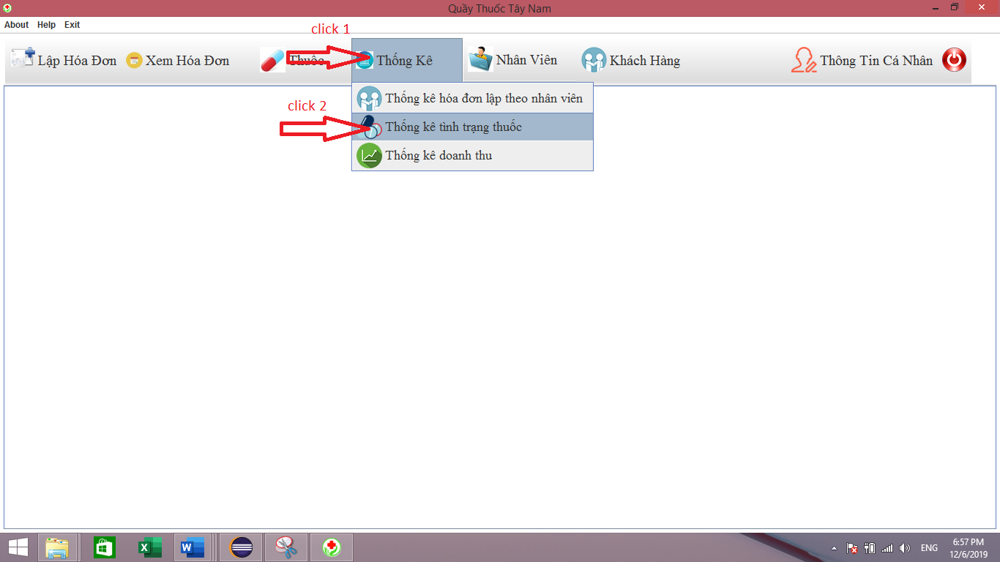 Quầy Thuốc Tây Nam
About Help Exit
click 1
Lập Hóa Đơn Xem Hóa Đơn Thuốc Thống Kê Nhân Viên Khách Hàng Thông Tin Cá Nhân
Thống kê hóa đơn lập theo nhân viên
click 2
Thống kê tình trạng thuốc
Thống kê doanh thu
ENG
6:57 PM
12/6/2019